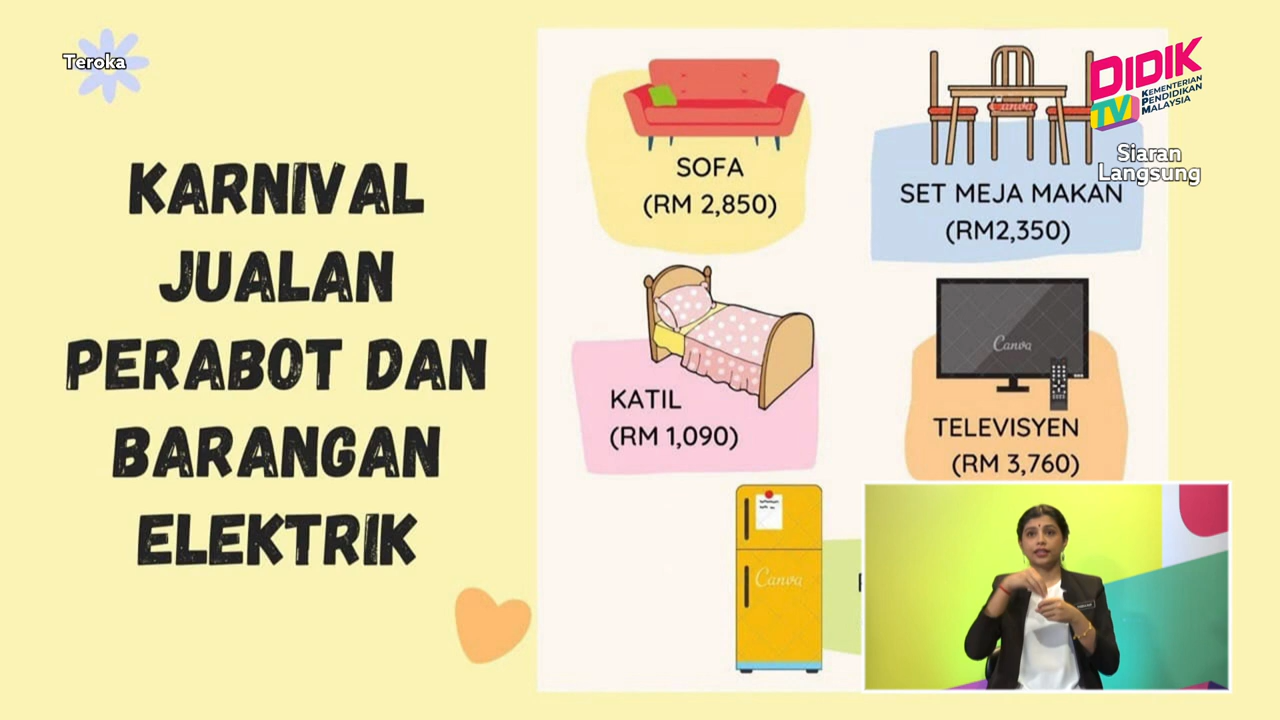 Teroka
KARNIVAL
JUALAN
PERABOT DAN
BARANGAN
ELEKTRIK
SOFA
(RM 2,850)
SET MEJA MAKAN
(RM2,350)
KATIL
(RM 1,090)
TELEVISYEN
(RM 3,760)
Canva
Canva
Canva
DIDIK
TV
KEMENTERIAN
PENDIDIKAN
MALAYSIA
Siaran
Langsung